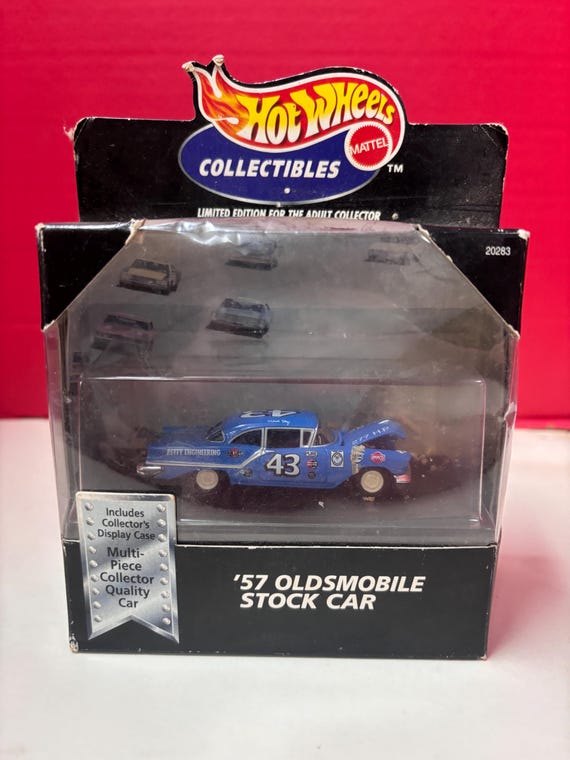 Hot Wheels
MATTEL
COLLECTIBLES
TM
LIMITED EDITION FOR THE ADULT COLLECTOR
20283
43
PETTY ENGINEERING
43
Includes
Collector's
Display Case
Multi-
Piece
Collector
Quality
Car
'57 OLDSMOBILE
STOCK CAR